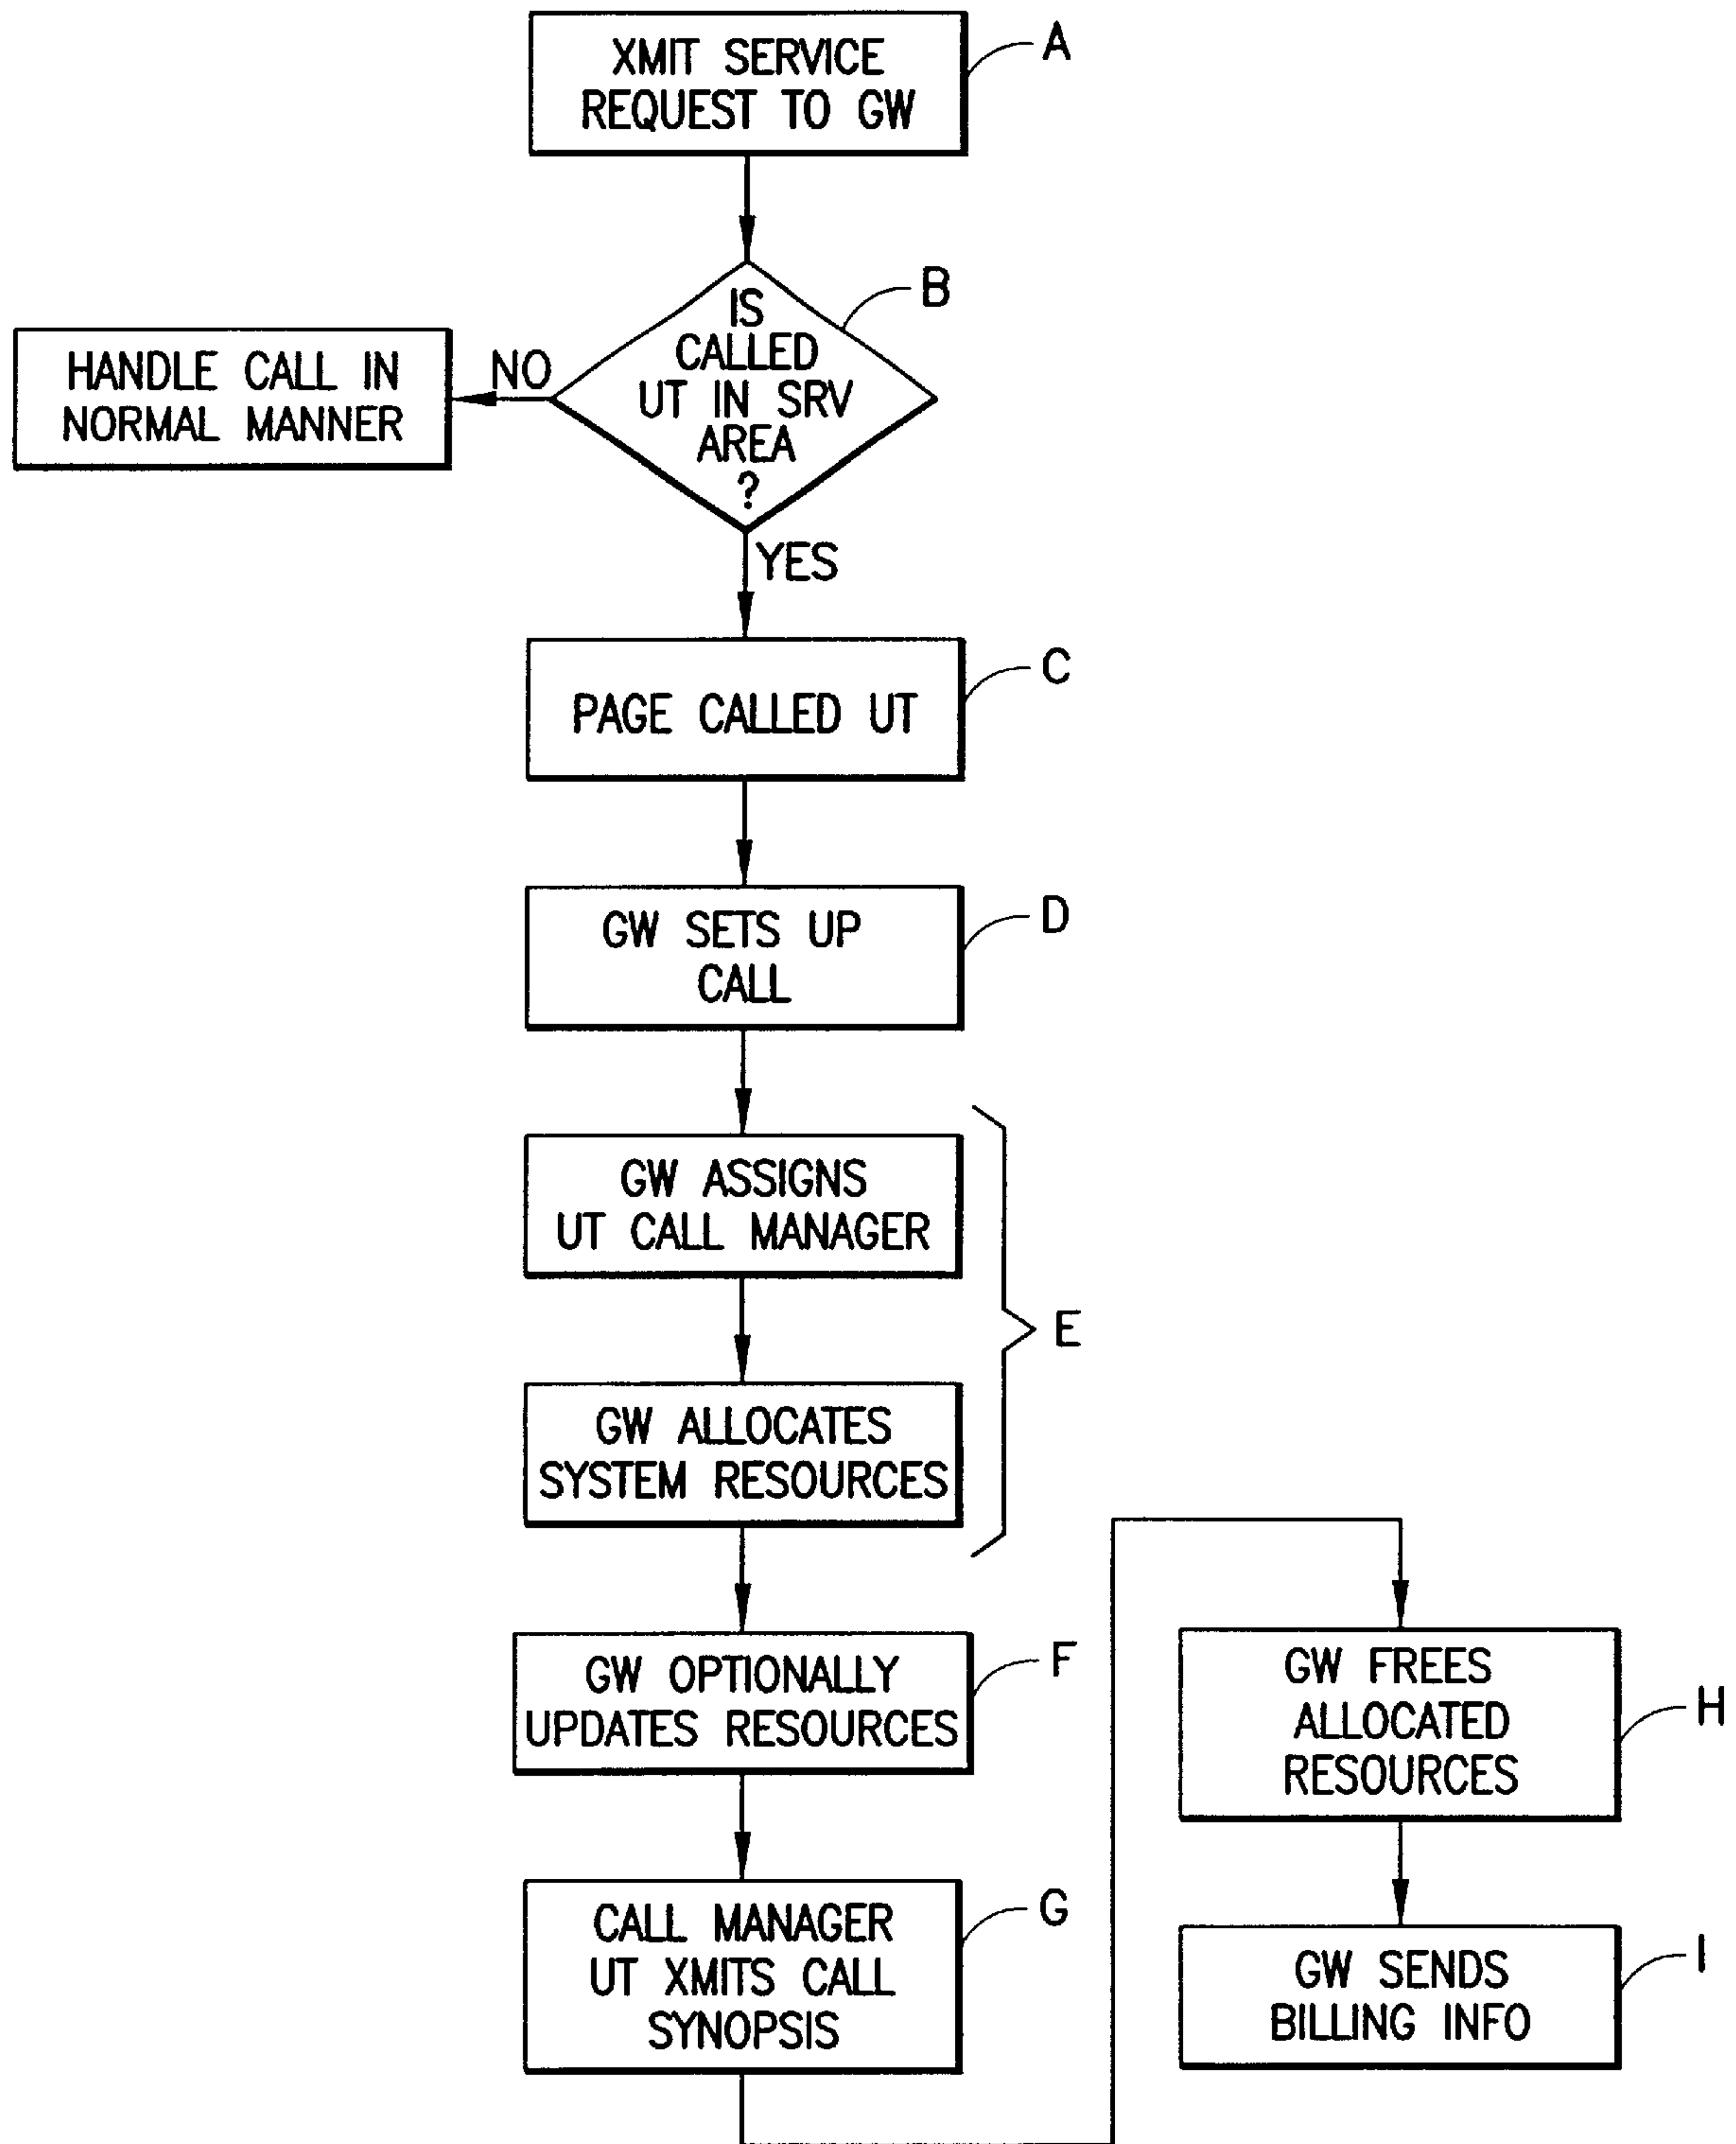 XMIT SERVICE
REQUEST TO GW
A
IS
CALLED
UT IN SRV
AREA
?
B
NO
HANDLE CALL IN
NORMAL MANNER
YES
PAGE CALLED UT
C
GW SETS UP
CALL
D
GW ASSIGNS
UT CALL MANAGER
GW ALLOCATES
SYSTEM RESOURCES
E
GW OPTIONALLY
UPDATES RESOURCES
F
CALL MANAGER
UT XMITS CALL
SYNOPSIS
G
GW FREES
ALLOCATED
RESOURCES
H
GW SENDS
BILLING INFO
I